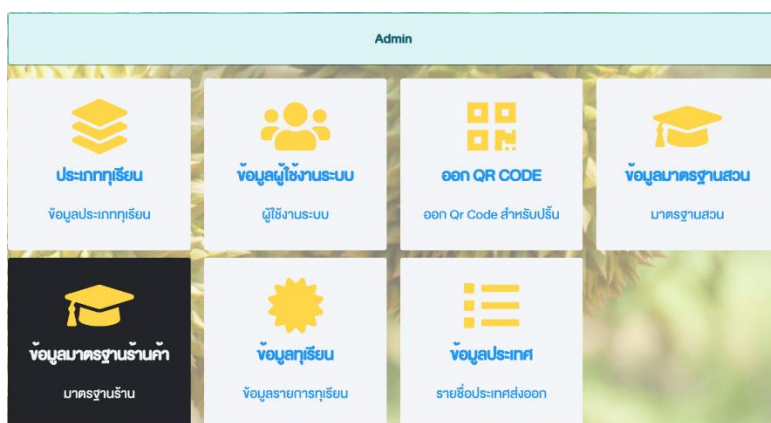 Admin
ประเภททุเรียน
ข้อมูลประเภททุเรียน
ข้อมูลผู้ใช้งานระบบ
ผู้ใช้งานระบบ
ออก QR CODE
ออก Qr Code สำหรับปริ้น
ข้อมูลมาตรฐานสวน
มาตรฐานสวน
ข้อมูลมาตรฐานร้านค้า
มาตรฐานร้าน
ข้อมูลทุเรียน
ข้อมูลรายการทุเรียน
ข้อมูลประเทศ
รายชื่อประเทศส่งออก